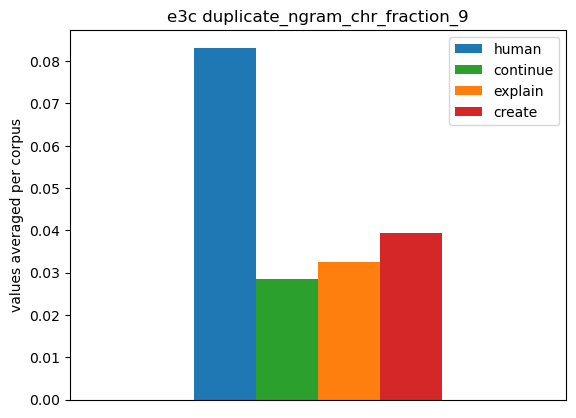 e3c duplicate_ngram_chr_fraction_9
values averaged per corpus
0.08
0.07
0.06
0.05
0.04
0.03
0.02
0.01
0.00
human
continue
explain
create